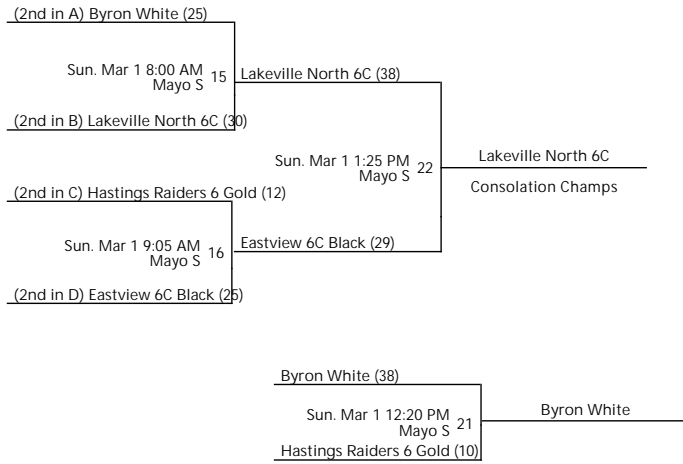 (2nd in A) Byron White (25)
Sun. Mar 1 8:00 AM
Mayo S
15
Lakeville North 6C (38)
(2nd in B) Lakeville North 6C (30)
Sun. Mar 1 1:25 PM
Mayo S
22
Lakeville North 6C
Consolation Champs
(2nd in C) Hastings Raiders 6 Gold (12)
Sun. Mar 1 9:05 AM
Mayo S
16
Eastview 6C Black (29)
(2nd in D) Eastview 6C Black (25)
Byron White (38)
Sun. Mar 1 12:20 PM
Mayo S
21
Byron White
Hastings Raiders 6 Gold (10)